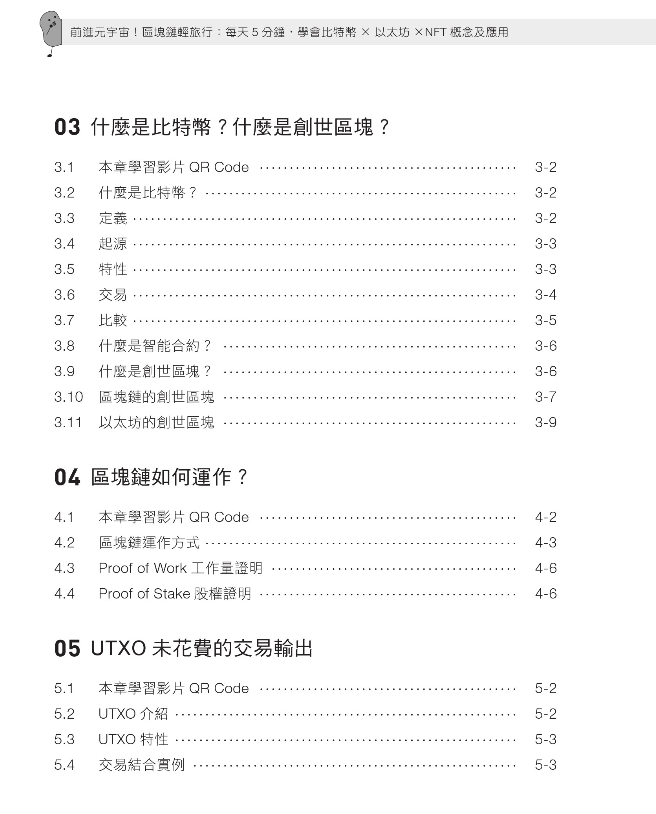 前進元宇宙！區塊鏈輕旅行：每天 5 分鐘，學會比特幣 × 以太坊 ×NFT 概念及應用
03 什麼是比特幣？什麼是創世區塊？
3.1 本章學習影片 QR Code ………… 3-2
3.2 什麼是比特幣？ ………… 3-2
3.3 定義 ………… 3-2
3.4 起源 ………… 3-3
3.5 特性 ………… 3-3
3.6 交易 ………… 3-4
3.7 比較 ………… 3-5
3.8 什麼是智能合約？ ………… 3-6
3.9 什麼是創世區塊？ ………… 3-6
3.10 區塊鏈的創世區塊 ………… 3-7
3.11 以太坊的創世區塊 ………… 3-9
04 區塊鏈如何運作？
4.1 本章學習影片 QR Code ………… 4-2
4.2 區塊鏈運作方式 ………… 4-3
4.3 Proof of Work 工作量證明 ………… 4-6
4.4 Proof of Stake 股權證明 ………… 4-6
05 UTXO 未花費的交易輸出
5.1 本章學習影片 QR Code ………… 5-2
5.2 UTXO 介紹 ………… 5-2
5.3 UTXO 特性 ………… 5-3
5.4 交易結合實例 ………… 5-3